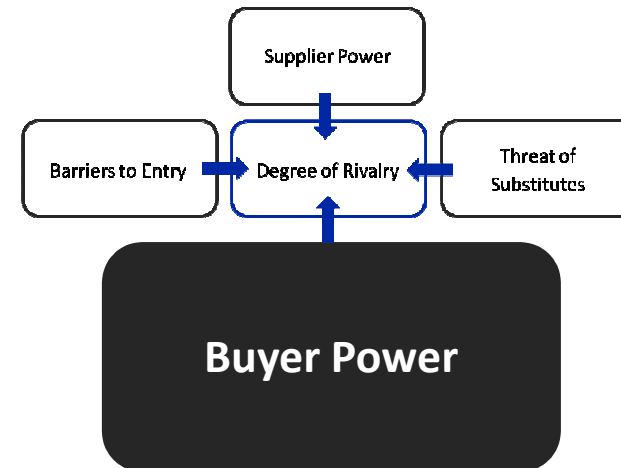 Supplier Power
Barriers to Entry
Degree of Rivalry
Threat of
Substitutes
Buyer Power